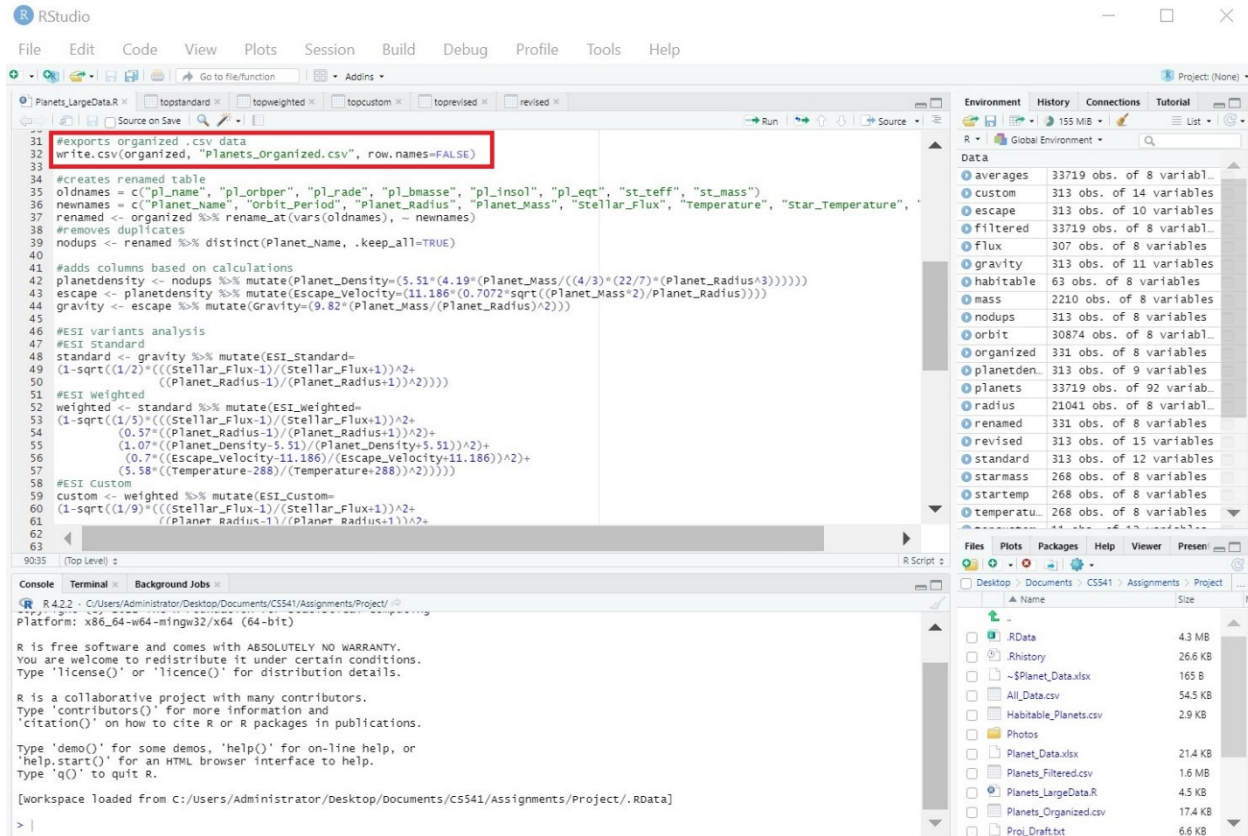 RStudio
File Edit Code View Plots Session Build Debug Profile Tools Help
Go to file/function Addins Project: (None)
Planets_LargeData.R topstandard topweighted topcustom toprevised revised
Source on Save Run Source
31 #exports organized .csv data
32 write.csv(organized, "Planets_Organized.csv", row.names=FALSE)
33
34 #creates renamed table
35 oldnames = c("pl_name", "pl_orbper", "pl_rade", "pl_bmasse", "pl_insol", "pl_eqt", "st_teff", "st_mass")
36 newnames = c("Planet_Name", "Orbit_Period", "Planet_Radius", "Planet_Mass", "Stellar_Flux", "Temperature", "Star_Temperature", "
37 renamed <- organized %>% rename_at(vars(oldnames), ~ newnames)
38 #removes duplicates
39 nodups <- renamed %>% distinct(Planet_Name, .keep_all=TRUE)
40
41 #adds columns based on calculations
42 planetdensity <- nodups %>% mutate(Planet_Density=(5.51*(4.19*(Planet_Mass/((4/3)*(22/7)*(Planet_Radius^3))))))
43 escape <- planetdensity %>% mutate(Escape_Velocity=(11.186*(0.7072*sqrt((Planet_Mass*2)/Planet_Radius))))
44 gravity <- escape %>% mutate(Gravity=(9.82*(Planet_Mass/(Planet_Radius)^2)))
45
46 #ESI variants analysis
47 #ESI Standard
48 standard <- gravity %>% mutate(ESI_Standard=
49 (1-sqrt((1/2)*(((Stellar_Flux-1)/(Stellar_Flux+1))^2+
50 ((Planet_Radius-1)/(Planet_Radius+1))^2))))
51 #ESI Weighted
52 weighted <- standard %>% mutate(ESI_Weighted=
53 (1-sqrt((1/5)*(((Stellar_Flux-1)/(Stellar_Flux+1))^2+
54 (0.57*((Planet_Radius-1)/(Planet_Radius+1))^2)+
55 (1.07*((Planet_Density-5.51)/(Planet_Density+5.51))^2)+
56 (0.7*((Escape_Velocity-11.186)/(Escape_Velocity+11.186))^2)+
57 (5.58*((Temperature-288)/(Temperature+288))^2)))))
58 #ESI Custom
59 custom <- weighted %>% mutate(ESI_Custom=
60 (1-sqrt((1/9)*(((Stellar_Flux-1)/(Stellar_Flux+1))^2+
61 ((Planet_Radius-1)/(Planet_Radius+1))^2+
62
63
90:35 (Top Level) R Script
Console Terminal Background Jobs
R 4.2.2 · C:/Users/Administrator/Desktop/Documents/CS541/Assignments/Project/
Platform: x86_64-w64-mingw32/x64 (64-bit)
R is free software and comes with ABSOLUTELY NO WARRANTY.
You are welcome to redistribute it under certain conditions.
Type 'license()' or 'licence()' for distribution details.
R is a collaborative project with many contributors.
Type 'contributors()' for more information and
'citation()' on how to cite R or R packages in publications.
Type 'demo()' for some demos, 'help()' for on-line help, or
'help.start()' for an HTML browser interface to help.
Type 'q()' to quit R.
[Workspace loaded from C:/Users/Administrator/Desktop/Documents/CS541/Assignments/Project/.RData]
>
Environment History Connections Tutorial
155 MiB List
R Global Environment
Data
averages 33719 obs. of 8 variabl…
custom 313 obs. of 14 variables
escape 313 obs. of 10 variables
filtered 33719 obs. of 8 variabl…
flux 307 obs. of 8 variables
gravity 313 obs. of 11 variables
habitable 63 obs. of 8 variables
mass 2210 obs. of 8 variables
nodups 313 obs. of 8 variables
orbit 30874 obs. of 8 variabl…
organized 331 obs. of 8 variables
planetden… 313 obs. of 9 variables
planets 33719 obs. of 92 variab…
radius 21041 obs. of 8 variabl…
renamed 331 obs. of 8 variables
revised 313 obs. of 15 variables
standard 313 obs. of 12 variables
starmass 268 obs. of 8 variables
startemp 268 obs. of 8 variables
temperatu… 268 obs. of 8 variables
Files Plots Packages Help Viewer Present
Desktop Documents CS541 Assignments Project ...
Name Size
..
.RData 4.3 MB
.Rhistory 26.6 KB
~$Planet_Data.xlsx 165 B
All_Data.csv 54.5 KB
Habitable_Planets.csv 2.9 KB
Photos
Planet_Data.xlsx 21.4 KB
Planets_Filtered.csv 1.6 MB
Planets_LargeData.R 4.5 KB
Planets_Organized.csv 17.4 KB
Proj_Draft.txt 6.6 KB